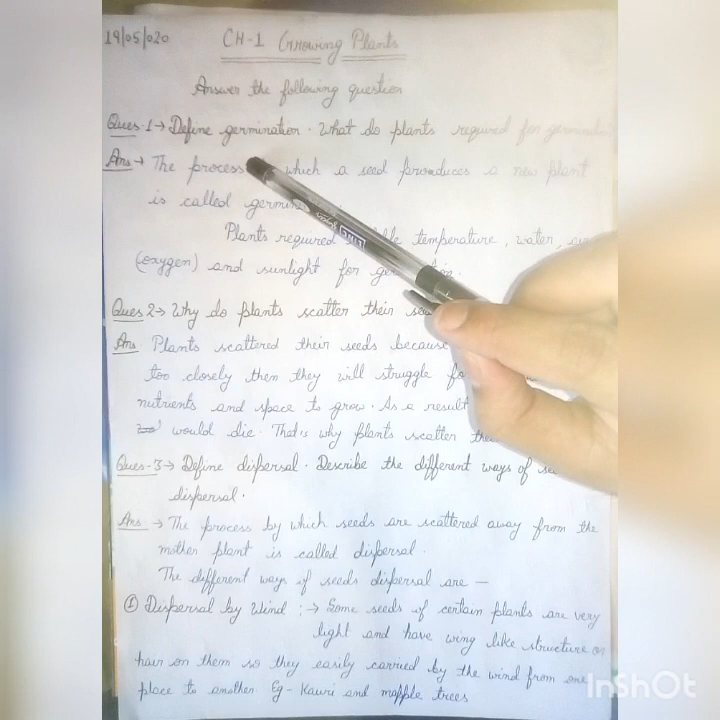 19/05/020
CH-1 Growing Plants
Answer the following question
Ques-1→ Define germination. What do plants required for germination
Ans→ The process which a seed produces a new plant
is called
Plants required temperature, water,
(oxygen) and sunlight for
Ques 2→ Why do plants scatter their
Ans Plants scattered their seeds because
too closely then they will struggle
nutrients and space to grow. As a result
would die. That is why plants scatter
Ques-3→ Define dispersal. Describe the different ways of
dispersal.
Ans → The process by which seeds are scattered away from the
mother plant is called dispersal.
The different ways of seeds dispersal are —
① Dispersal by Wind :→ Some seeds of certain plants are very
light and have wing like structure or
hair on them so they easily carried by the wind from one
place to another. Eg- Kauri and mapple trees
LINC
InShOt